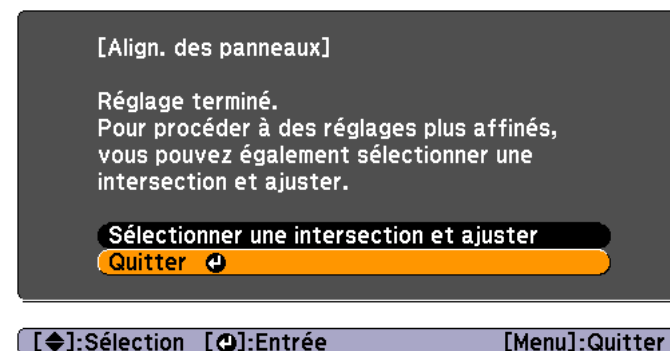 [Align. des panneaux]
Réglage terminé.
Pour procéder à des réglages plus affinés,
vous pouvez également sélectionner une
intersection et ajuster.
Sélectionner une intersection et ajuster
Quitter
[◆]:Sélection [⏎]:Entrée [Menu]:Quitter